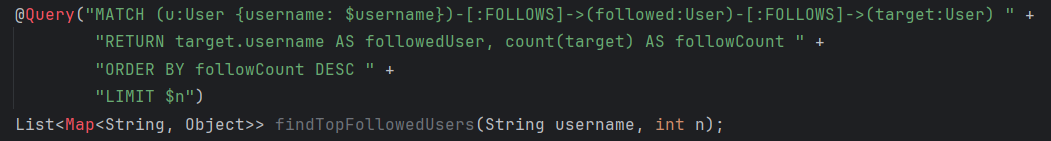 @Query("MATCH (u:User {username: $username})-[:FOLLOWS]->(followed:User)-[:FOLLOWS]->(target:User) " +
"RETURN target.username AS followedUser, count(target) AS followCount " +
"ORDER BY followCount DESC " +
"LIMIT $n")
List<Map<String, Object>> findTopFollowedUsers(String username, int n);